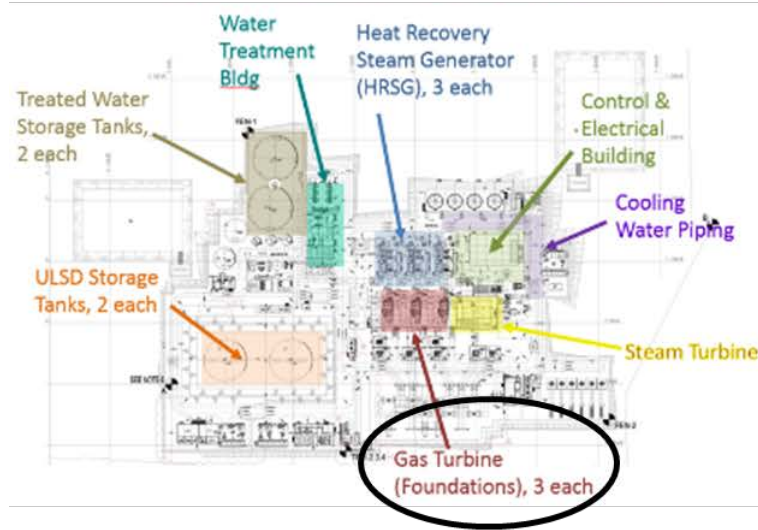 Water
Treatment
Bldg
Heat Recovery
Steam Generator
(HRSG), 3 each
Treated Water
Storage Tanks,
2 each
Control &
Electrical
Building
Cooling
Water Piping
ULSD Storage
Tanks, 2 each
Steam Turbine
Gas Turbine
(Foundations), 3 each